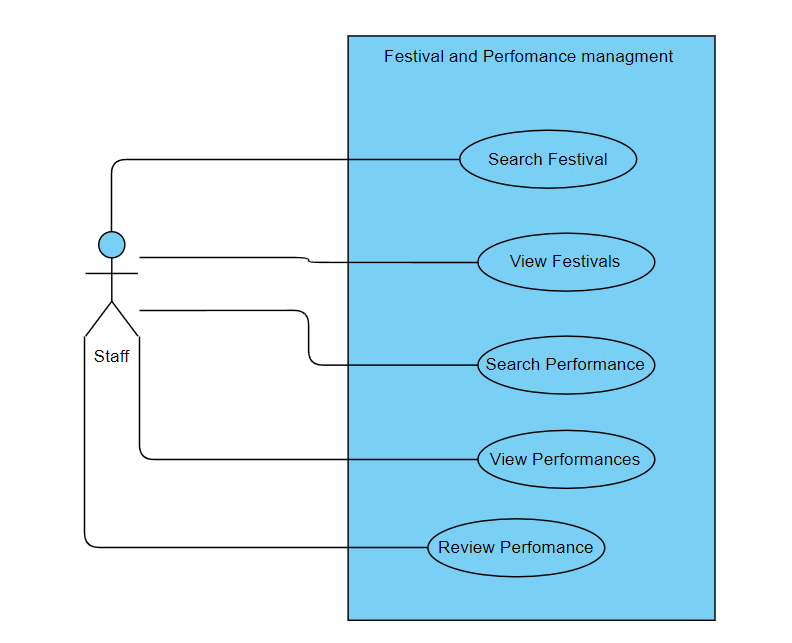 Festival and Perfomance managment
Search Festival
View Festivals
Search Performance
Staff
View Performances
Review Perfomance